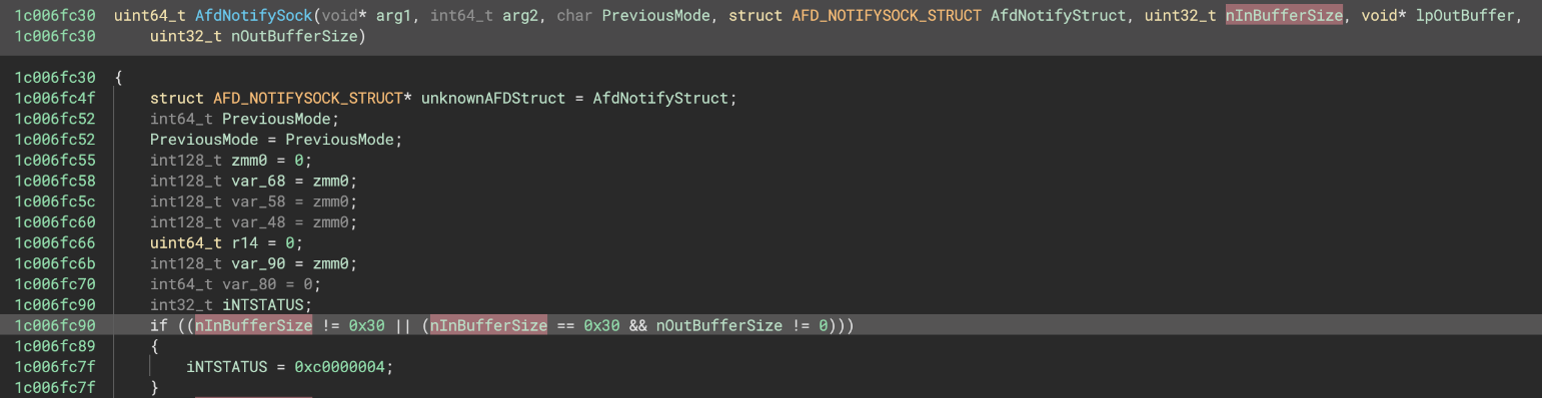 1c006fc30 uint64_t AfdNotifySock(void* arg1, int64_t arg2, char PreviousMode, struct AFD_NOTIFYSOCK_STRUCT AfdNotifyStruct, uint32_t nInBufferSize, void* lpOutBuffer,
1c006fc30 uint32_t nOutBufferSize)
1c006fc30 {
1c006fc4f struct AFD_NOTIFYSOCK_STRUCT* unknownAFDStruct = AfdNotifyStruct;
1c006fc52 int64_t PreviousMode;
1c006fc52 PreviousMode = PreviousMode;
1c006fc55 int128_t zmm0 = 0;
1c006fc58 int128_t var_68 = zmm0;
1c006fc5c int128_t var_58 = zmm0;
1c006fc60 int128_t var_48 = zmm0;
1c006fc66 uint64_t r14 = 0;
1c006fc6b int128_t var_90 = zmm0;
1c006fc70 int64_t var_80 = 0;
1c006fc90 int32_t iNTSTATUS;
1c006fc90 if ((nInBufferSize != 0x30 || (nInBufferSize == 0x30 && nOutBufferSize != 0)))
1c006fc89 {
1c006fc7f iNTSTATUS = 0xc0000004;
1c006fc7f }